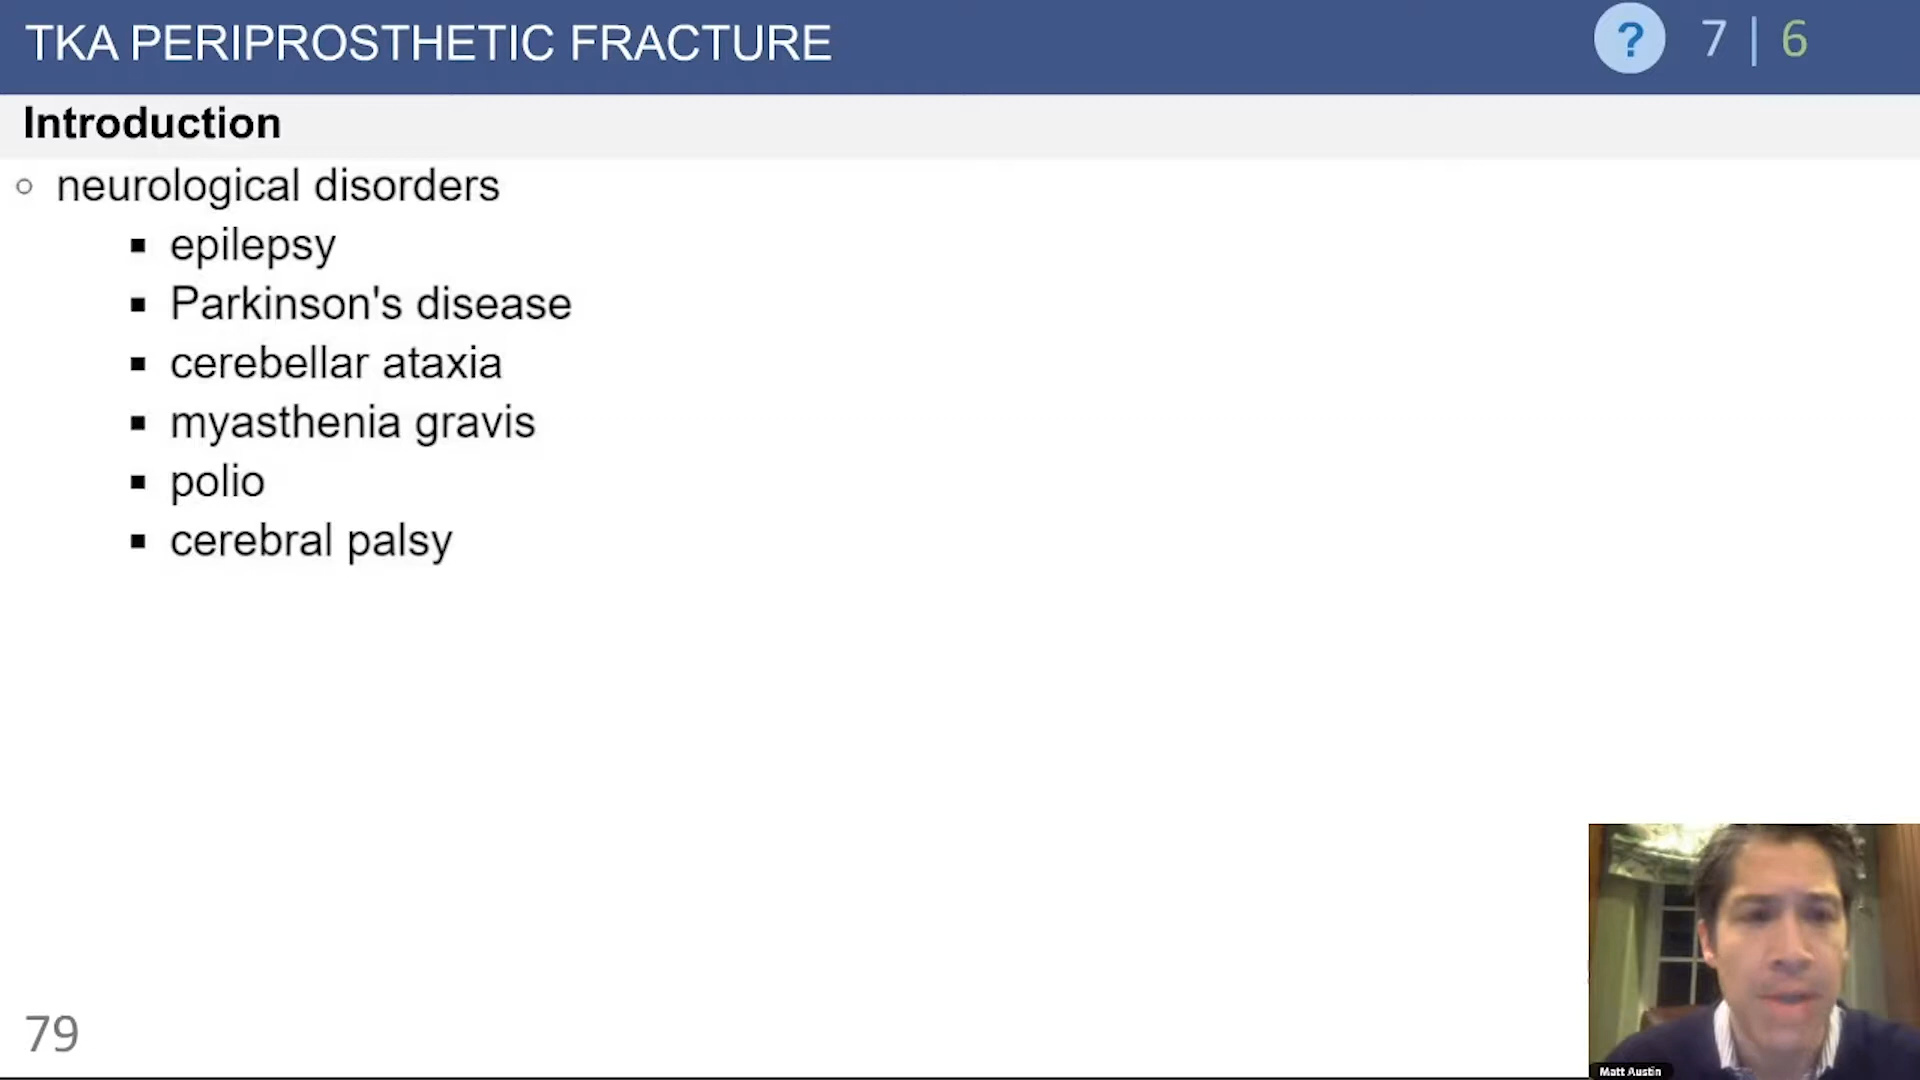 TKA PERIPROSTHETIC FRACTURE
? 7 | 6
Introduction
neurological disorders
epilepsy
Parkinson's disease
cerebellar ataxia
myasthenia gravis
polio
cerebral palsy
79
Matt Austin